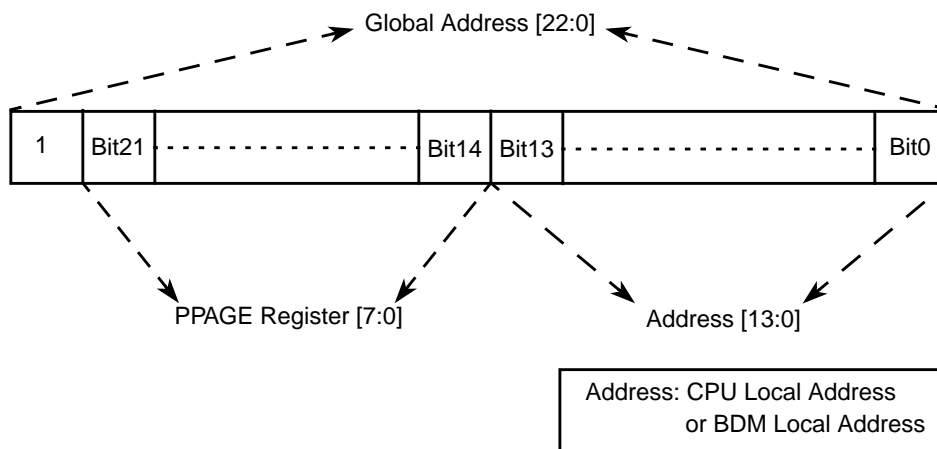 Global Address [22:0]
1 Bit21 Bit14 Bit13 Bit0
PPAGE Register [7:0] Address [13:0]
Address: CPU Local Address
or BDM Local Address